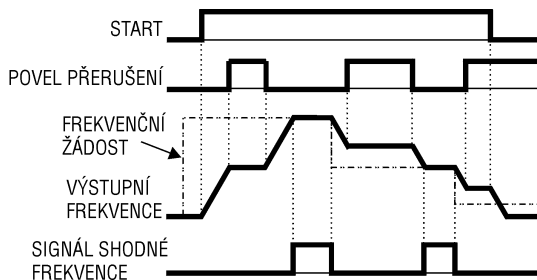 START
POVEL PŘERUŠENÍ
FREKVENČNÍ
ŽÁDOST
VÝSTUPNÍ
FREKVENCE
SIGNÁL SHODNÉ
FREKVENCE